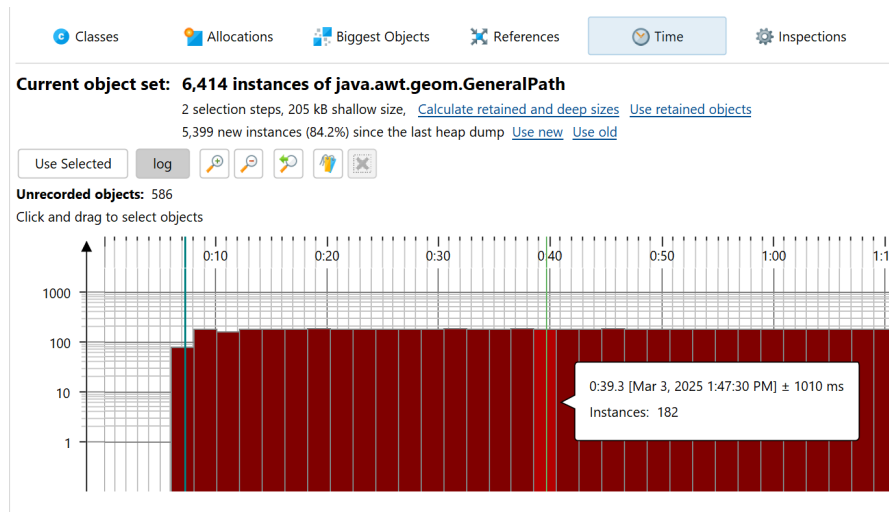 Classes Allocations Biggest Objects References Time Inspections
Current object set: 6,414 instances of java.awt.geom.GeneralPath
2 selection steps, 205 kB shallow size, Calculate retained and deep sizes Use retained objects
5,399 new instances (84.2%) since the last heap dump Use new Use old
Use Selected log
Unrecorded objects: 586
Click and drag to select objects
0:10 0:20 0:30 0:40 0:50 1:00 1:1
1000
100
10
1
0:39.3 [Mar 3, 2025 1:47:30 PM] ± 1010 ms
Instances: 182